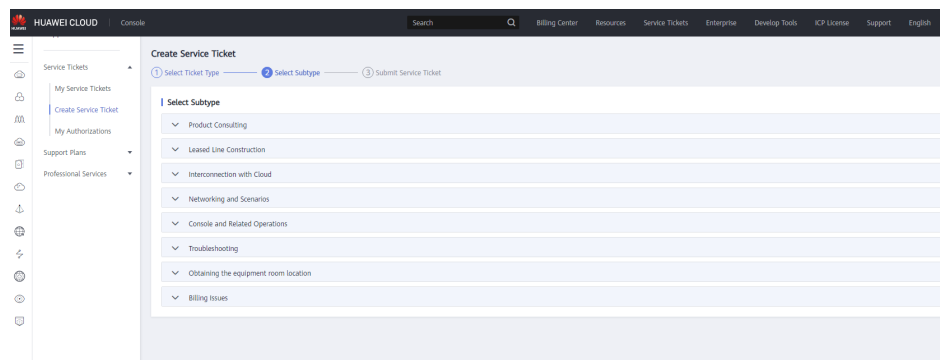 HUAWEI
HUAWEI CLOUD | Console
Search
Billing Center Resources Service Tickets Enterprise Develop Tools ICP License Support English
Service Tickets
My Service Tickets
Create Service Ticket
My Authorizations
Support Plans
Professional Services
Create Service Ticket
1 Select Ticket Type 2 Select Subtype 3 Submit Service Ticket
Select Subtype
Product Consulting
Leased Line Construction
Interconnection with Cloud
Networking and Scenarios
Console and Related Operations
Troubleshooting
Obtaining the equipment room location
Billing Issues